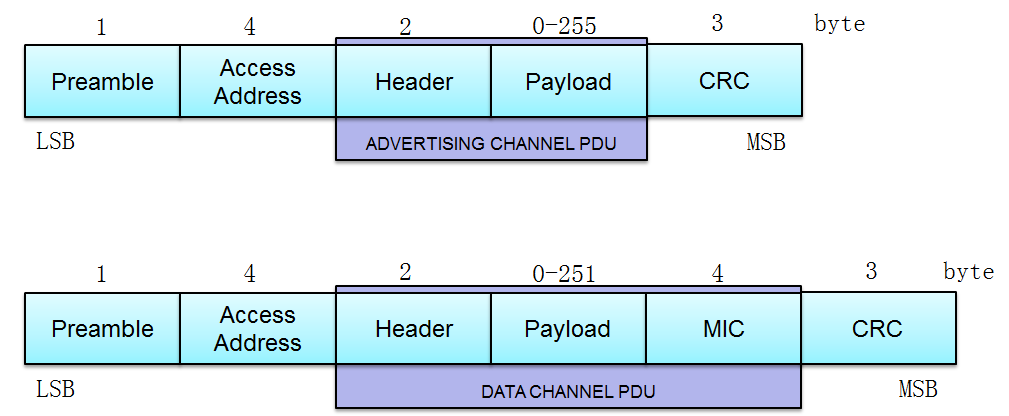 1 4 2 0-255 3 byte
Preamble Access Address Header Payload CRC
LSB ADVERTISING CHANNEL PDU MSB
1 4 2 0-251 4 3 byte
Preamble Access Address Header Payload MIC CRC
LSB DATA CHANNEL PDU MSB